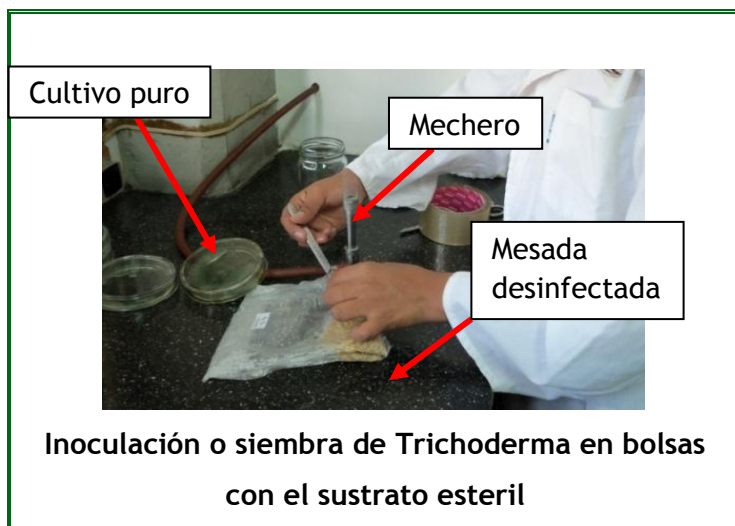 Cultivo puro
Mechero
Mesada
desinfectada
Inoculación o siembra de Trichoderma en bolsas
con el sustrato esteril